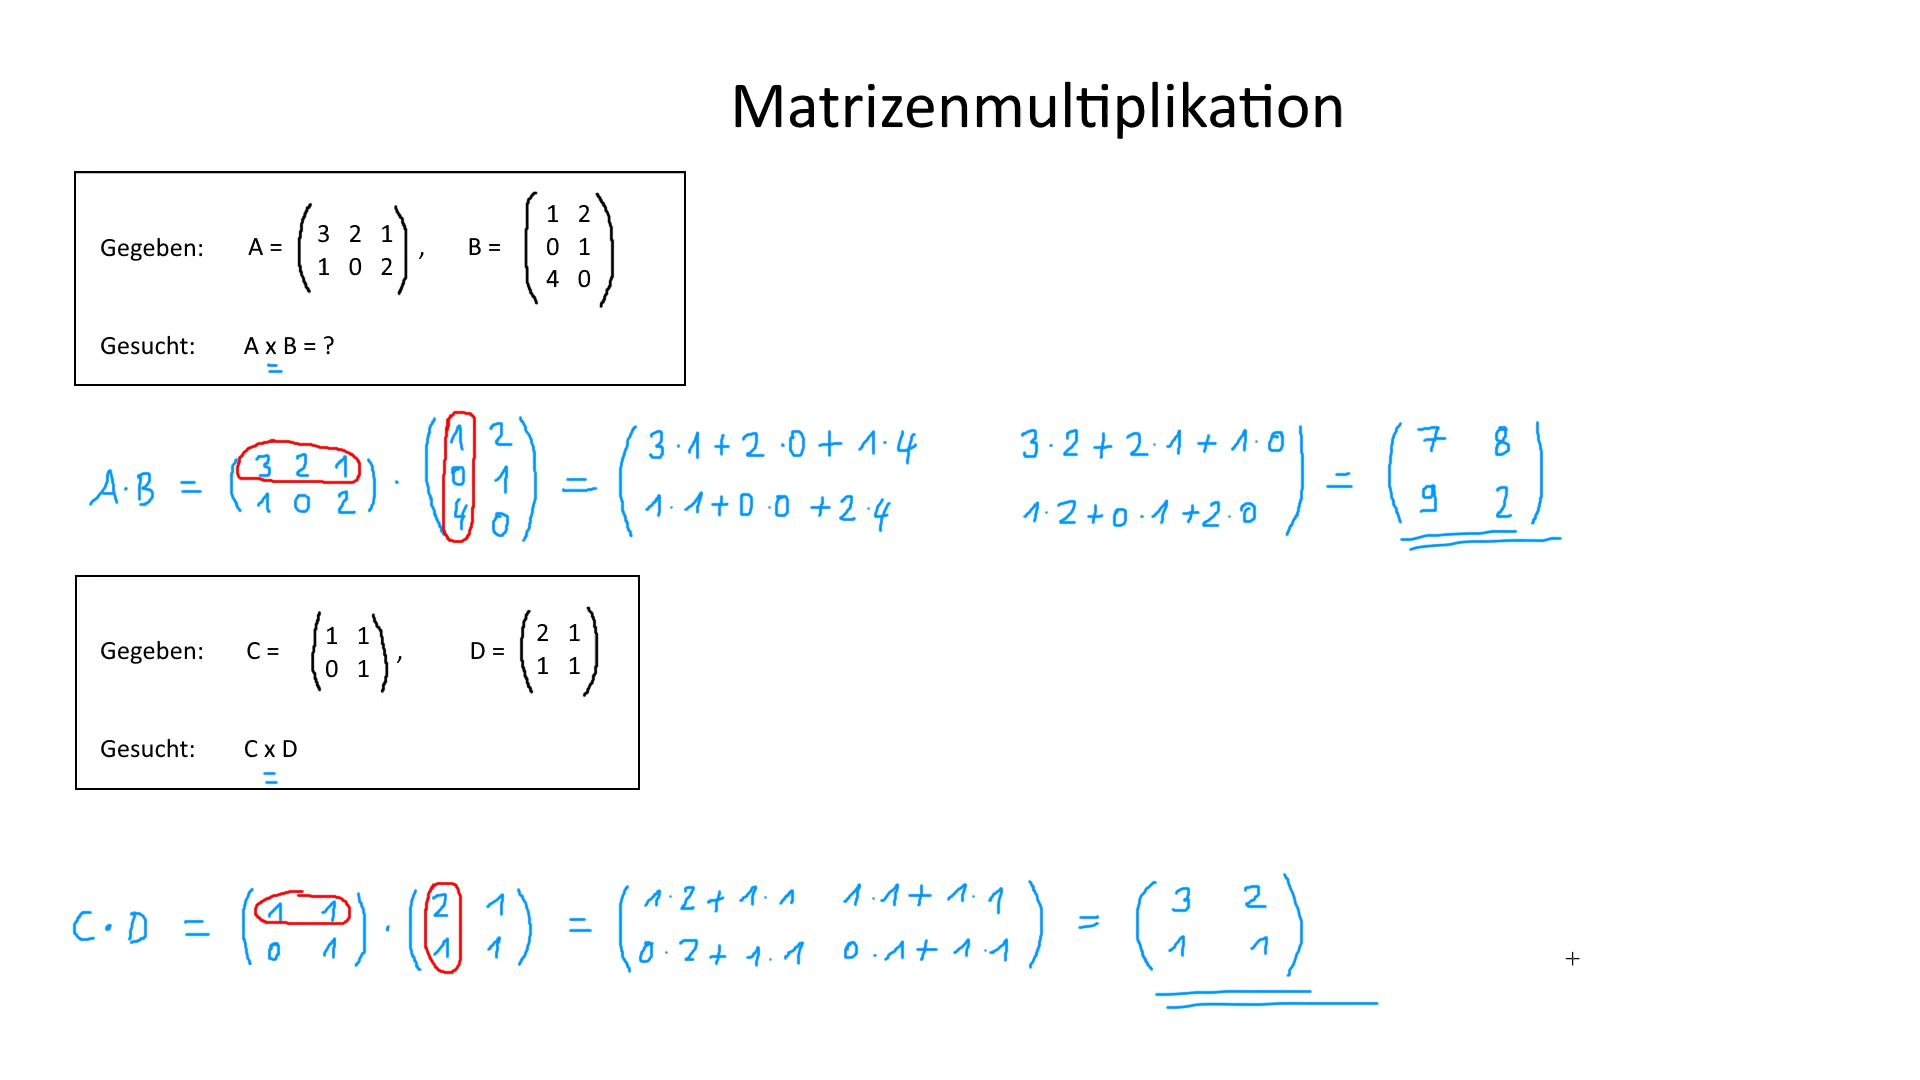 Matrizenmultiplikation
Gegeben: A = ( 3 2 1 ; 1 0 2 ) , B = ( 1 2 ; 0 1 ; 4 0 )
Gesucht: A x B = ?
A·B = ( 3 2 1 ; 1 0 2 ) · ( 1 2 ; 0 1 ; 4 0 ) = ( 3·1+2·0+1·4 3·2+2·1+1·0 ; 1·1+0·0+2·4 1·2+0·1+2·0 ) = ( 7 8 ; 9 2 )
Gegeben: C = ( 1 1 ; 0 1 ) , D = ( 2 1 ; 1 1 )
Gesucht: C x D
C·D = ( 1 1 ; 0 1 ) · ( 2 1 ; 1 1 ) = ( 1·2+1·1 1·1+1·1 ; 0·2+1·1 0·1+1·1 ) = ( 3 2 ; 1 1 )